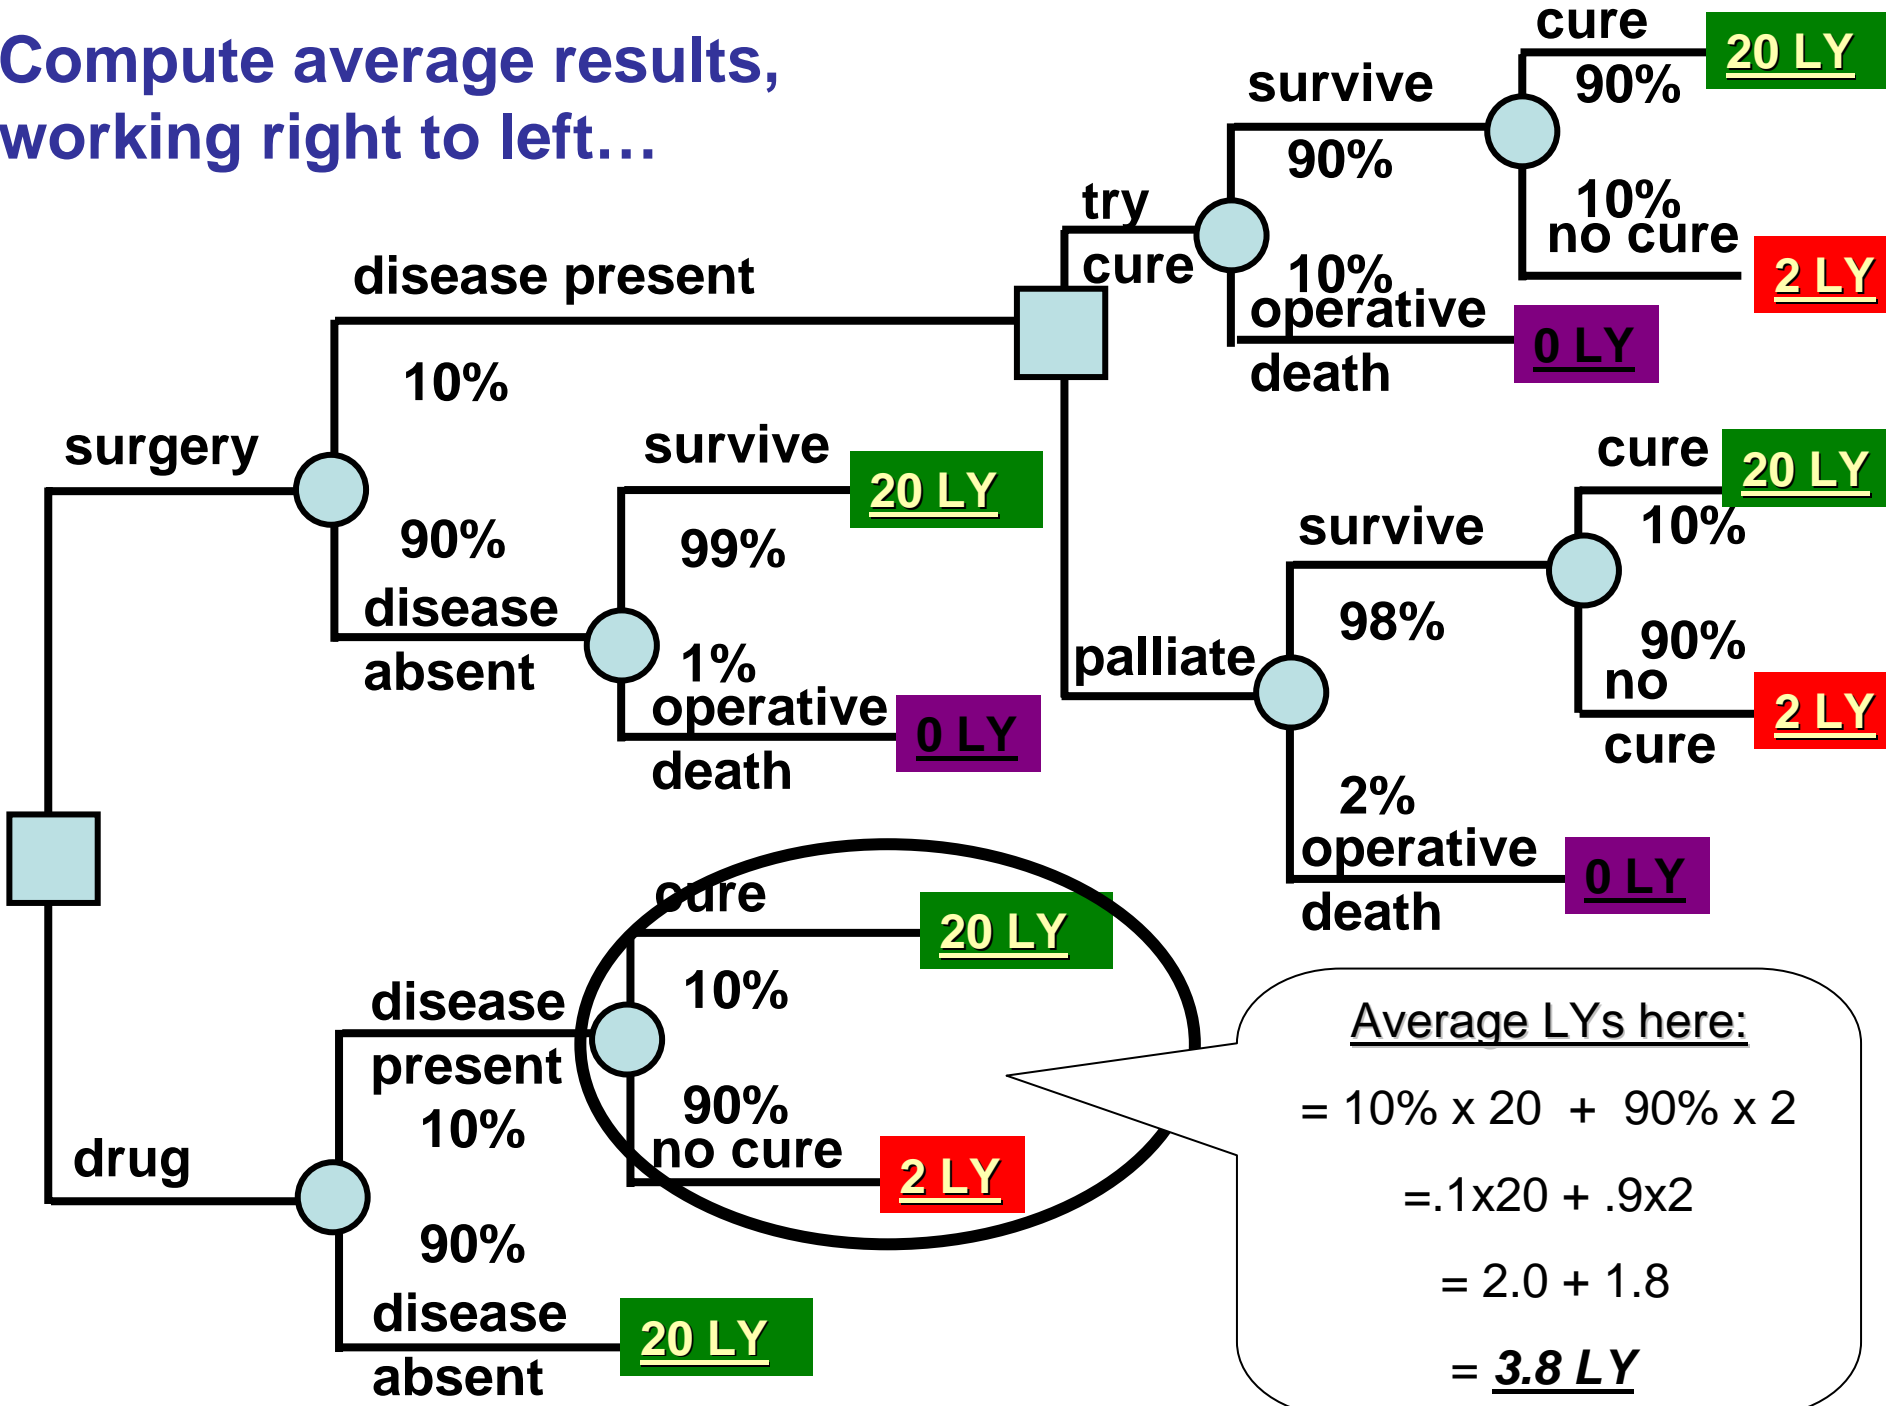 Compute average results,
working right to left…
cure
20 LY
90%
survive
90%
10%
no cure
2 LY
try
cure
10%
operative
death
0 LY
disease present
10%
surgery
survive
20 LY
99%
90%
disease
absent
1%
operative
death
0 LY
cure
20 LY
10%
survive
98%
90%
no
cure
2 LY
palliate
2%
operative
death
0 LY
cure
20 LY
10%
disease
present
10%
90%
no cure
2 LY
drug
90%
disease
absent
20 LY
Average LYs here:
= 10% x 20 + 90% x 2
=.1x20 + .9x2
= 2.0 + 1.8
= 3.8 LY